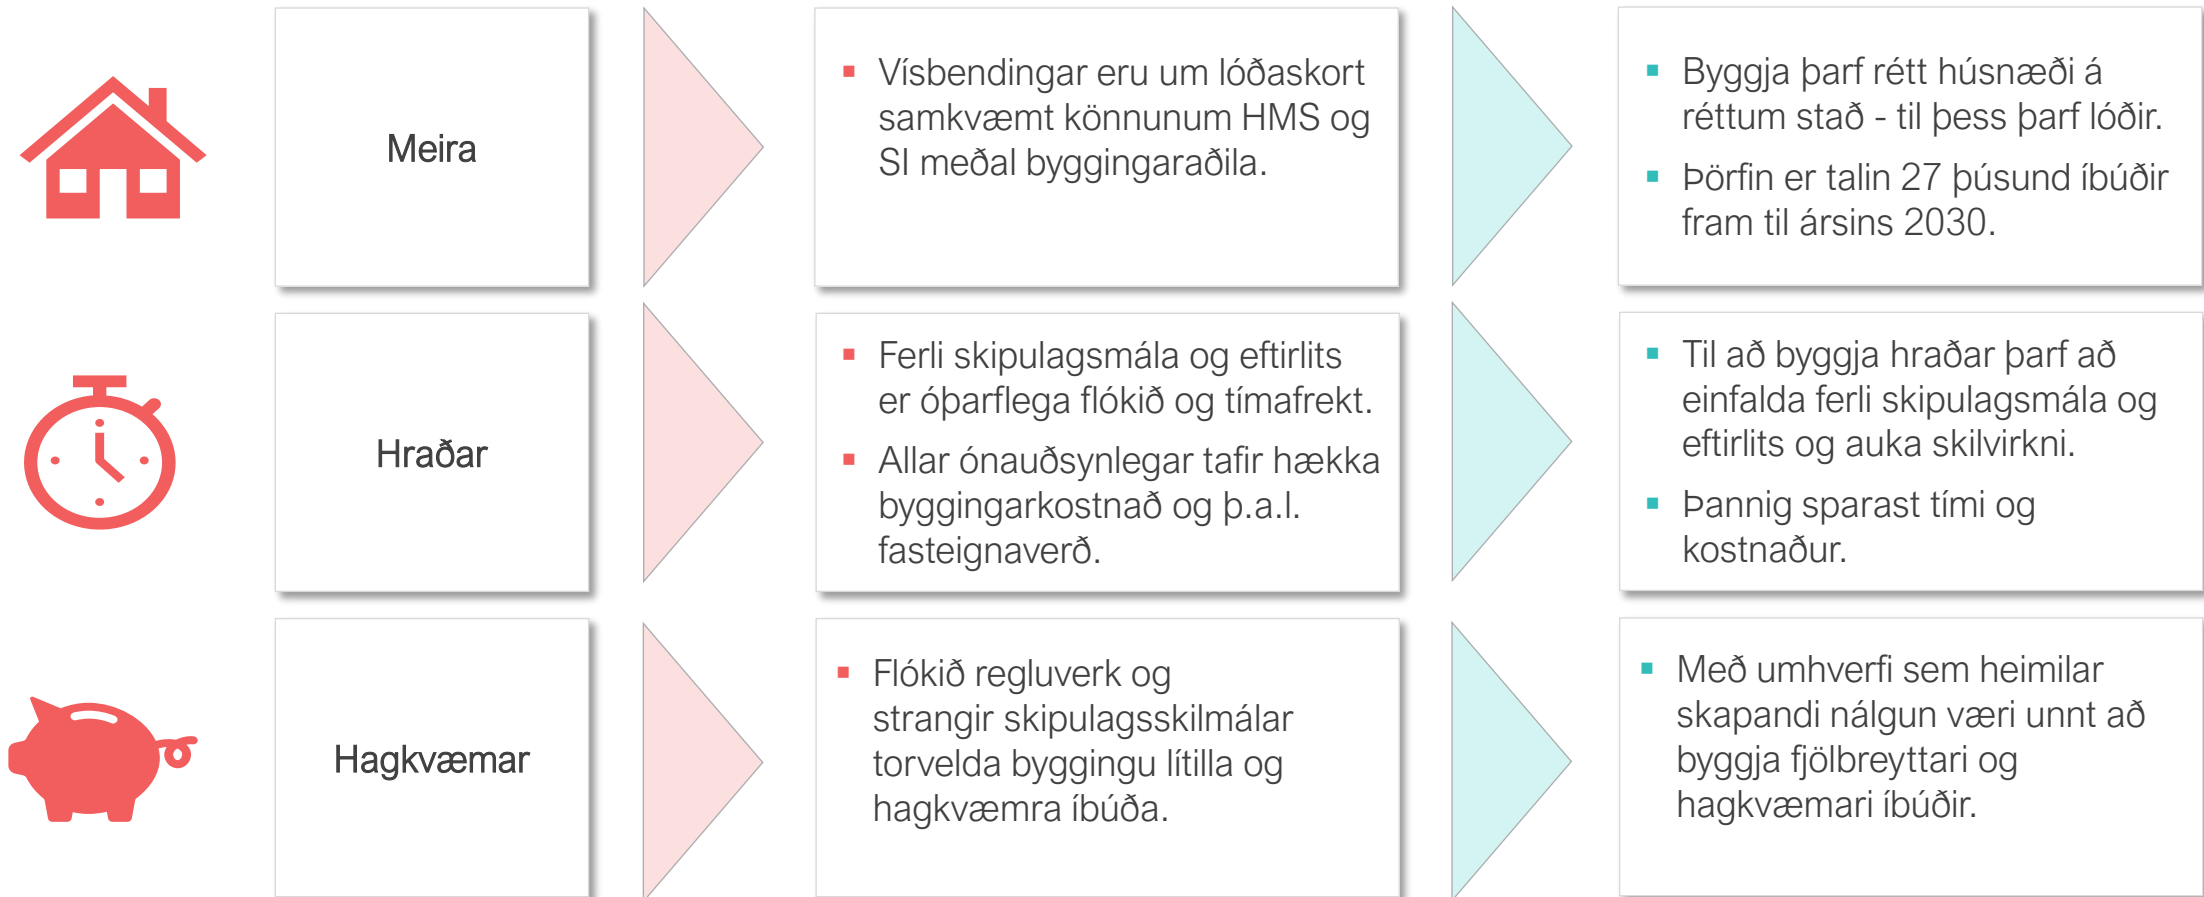 Meira
Vísbendingar eru um lóðaskort
samkvæmt könnunum HMS og
SI meðal byggingaraðila.
Byggja þarf rétt húsnæði á
réttum stað - til þess þarf lóðir.
Þörfin er talin 27 þúsund íbúðir
fram til ársins 2030.
Hraðar
Ferli skipulagsmála og eftirlits
er óþarflega flókið og tímafrekt.
Allar ónauðsynlegar tafir hækka
byggingarkostnað og þ.a.l.
fasteignaverð.
Til að byggja hraðar þarf að
einfalda ferli skipulagsmála og
eftirlits og auka skilvirkni.
Þannig sparast tími og
kostnaður.
Hagkvæmar
Flókið regluverk og
strangir skipulagsskilmálar
torvelda byggingu lítilla og
hagkvæmra íbúða.
Með umhverfi sem heimilar
skapandi nálgun væri unnt að
byggja fjölbreyttari og
hagkvæmari íbúðir.